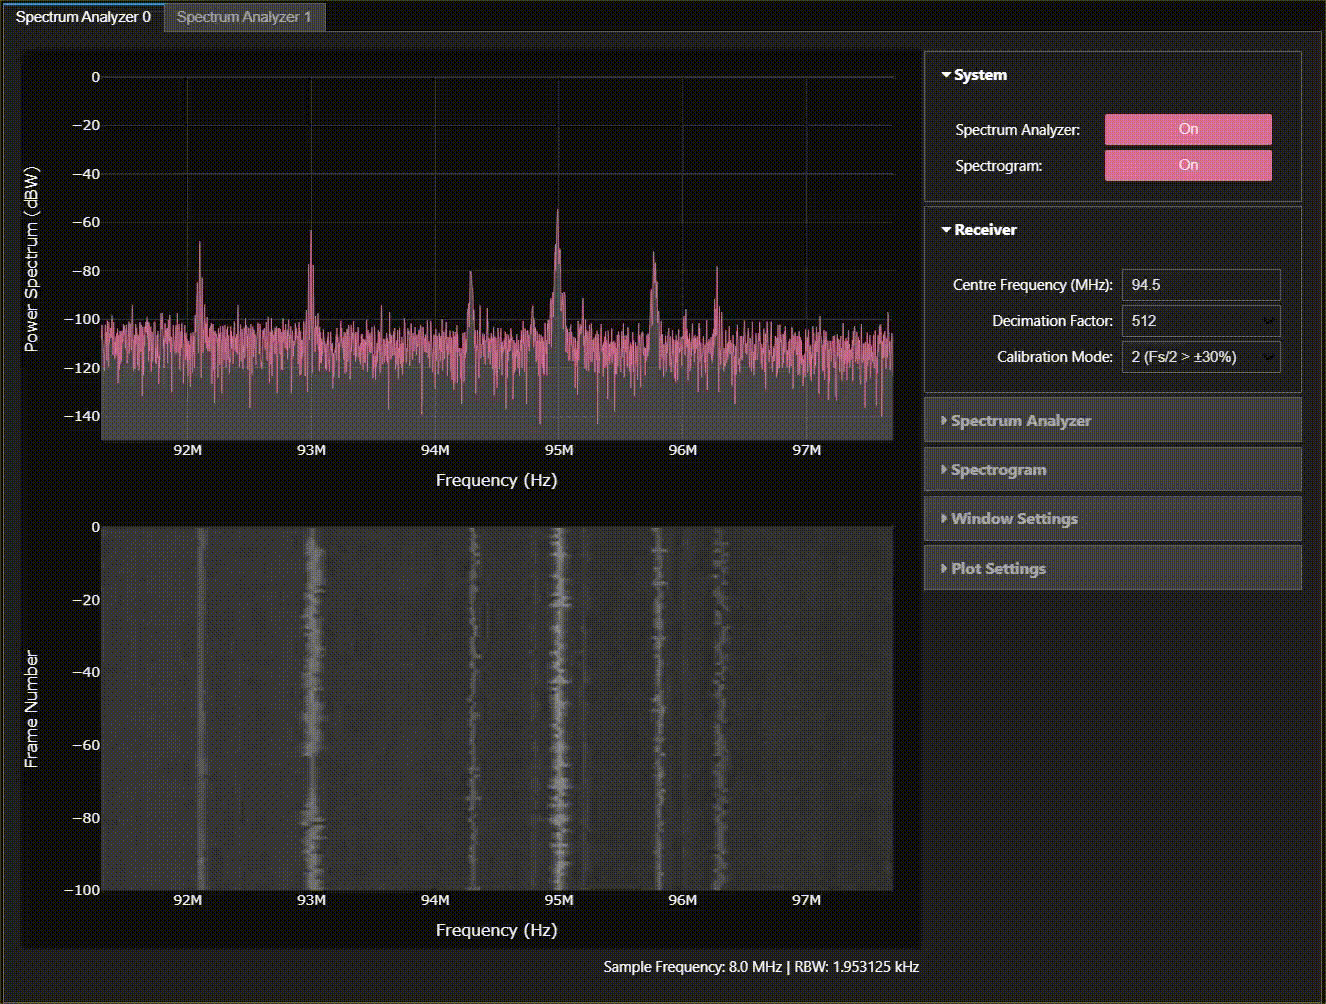 Spectrum Analyzer 0
Spectrum Analyzer 1
0
−20
−40
−60
−80
−100
−120
−140
Power Spectrum (dBW)
92M 93M 94M 95M 96M 97M
Frequency (Hz)
0
−20
−40
−60
−80
−100
Frame Number
92M 93M 94M 95M 96M 97M
Frequency (Hz)
Sample Frequency: 8.0 MHz | RBW: 1.953125 kHz
System
Spectrum Analyzer: On
Spectrogram: On
Receiver
Centre Frequency (MHz): 94.5
Decimation Factor: 512
Calibration Mode: 2 (Fs/2 > ±30%)
Spectrum Analyzer
Spectrogram
Window Settings
Plot Settings